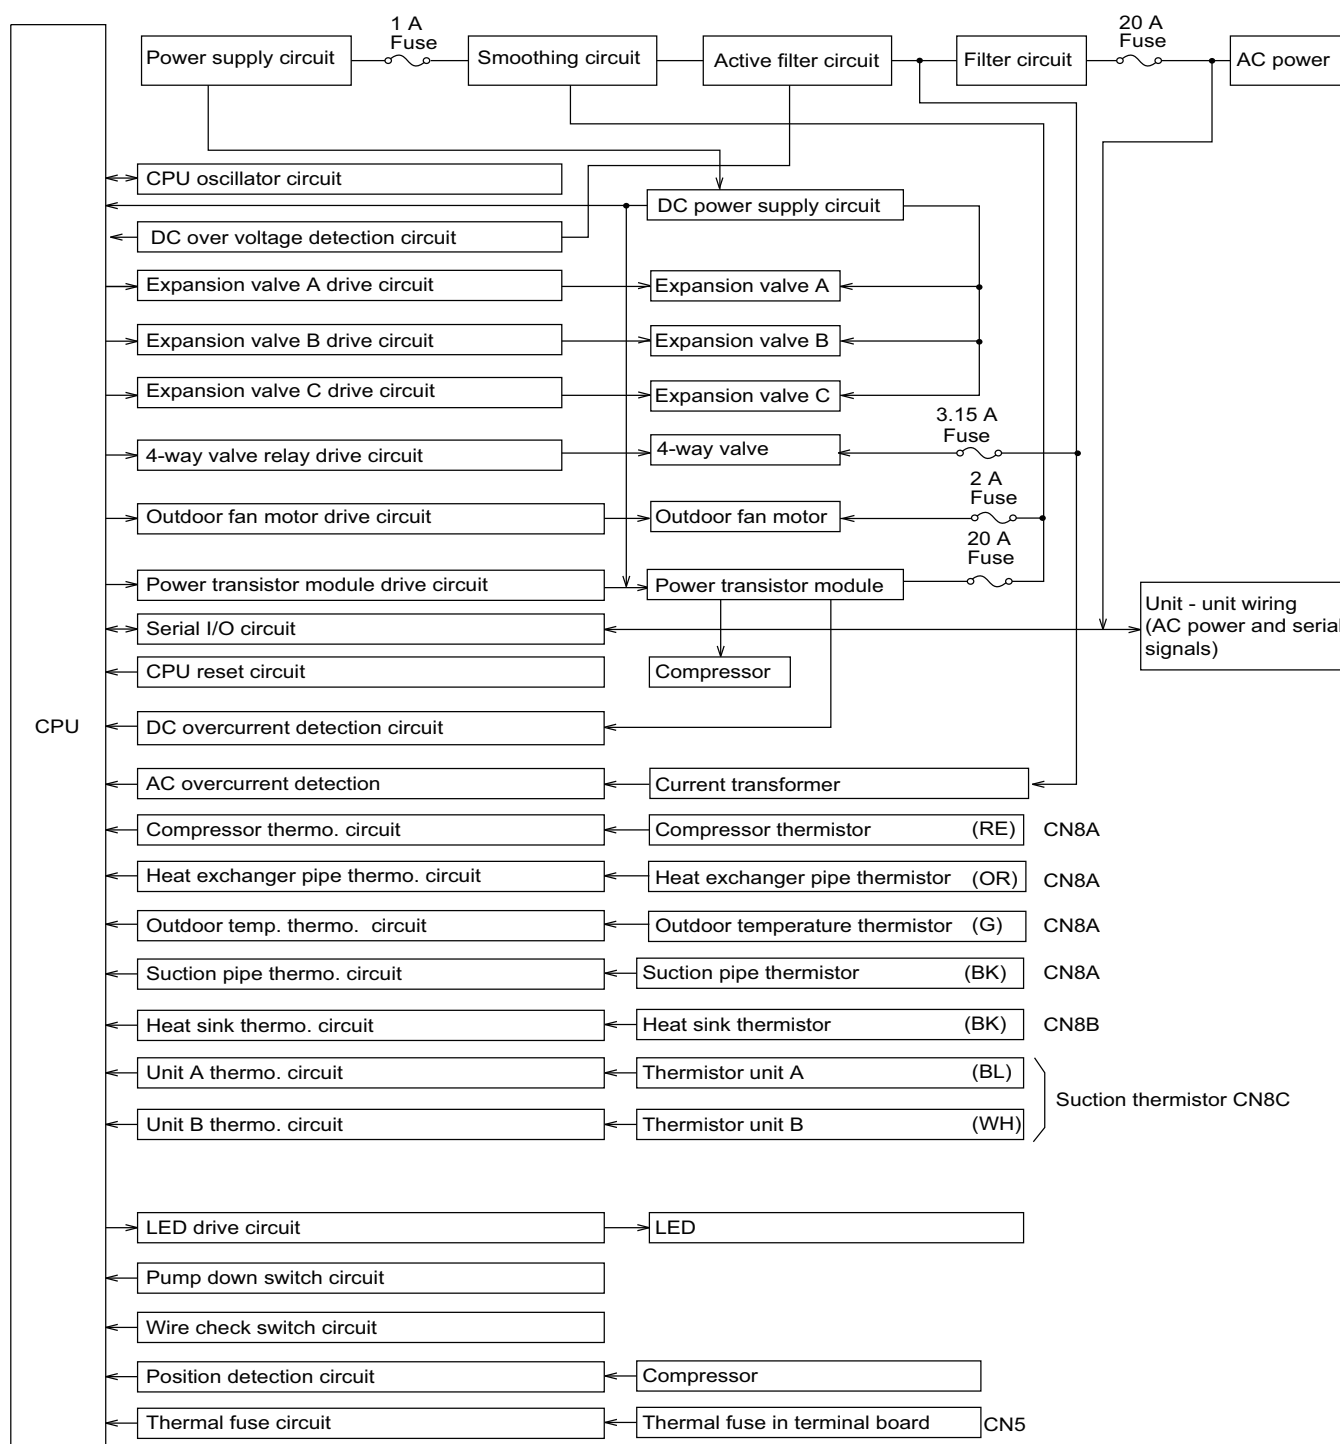 1 A
Fuse
20 A
Fuse
Power supply circuit
Smoothing circuit
Active filter circuit
Filter circuit
AC power
CPU oscillator circuit
DC power supply circuit
DC over voltage detection circuit
Expansion valve A drive circuit
Expansion valve A
Expansion valve B drive circuit
Expansion valve B
Expansion valve C drive circuit
Expansion valve C
3.15 A
Fuse
4-way valve relay drive circuit
4-way valve
2 A
Fuse
Outdoor fan motor drive circuit
Outdoor fan motor
20 A
Fuse
Power transistor module drive circuit
Power transistor module
Unit - unit wiring
(AC power and serial
signals)
Serial I/O circuit
CPU reset circuit
Compressor
CPU
DC overcurrent detection circuit
AC overcurrent detection
Current transformer
Compressor thermo. circuit
Compressor thermistor (RE) CN8A
Heat exchanger pipe thermo. circuit
Heat exchanger pipe thermistor (OR) CN8A
Outdoor temp. thermo. circuit
Outdoor temperature thermistor (G) CN8A
Suction pipe thermo. circuit
Suction pipe thermistor (BK) CN8A
Heat sink thermo. circuit
Heat sink thermistor (BK) CN8B
Unit A thermo. circuit
Thermistor unit A (BL)
Suction thermistor CN8C
Unit B thermo. circuit
Thermistor unit B (WH)
LED drive circuit
LED
Pump down switch circuit
Wire check switch circuit
Position detection circuit
Compressor
Thermal fuse circuit
Thermal fuse in terminal board CN5